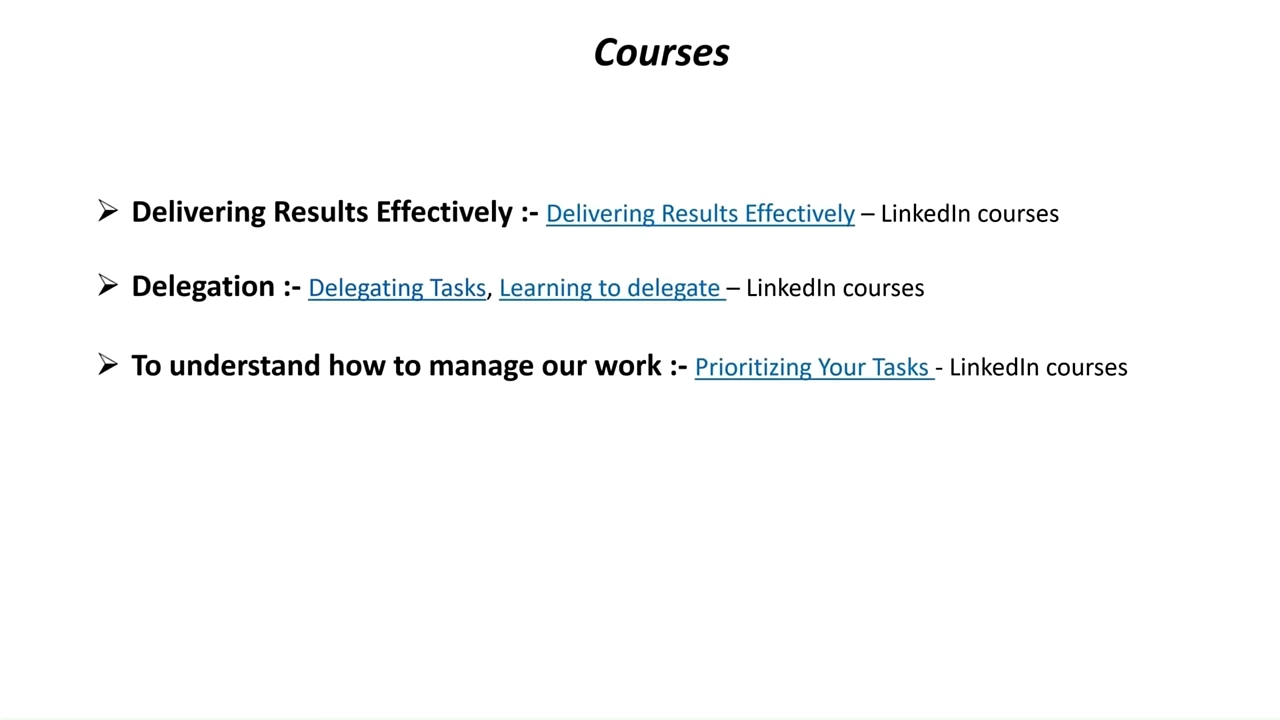 Courses
➢ Delivering Results Effectively :- Delivering Results Effectively – LinkedIn courses
➢ Delegation :- Delegating Tasks, Learning to delegate – LinkedIn courses
➢ To understand how to manage our work :- Prioritizing Your Tasks - LinkedIn courses